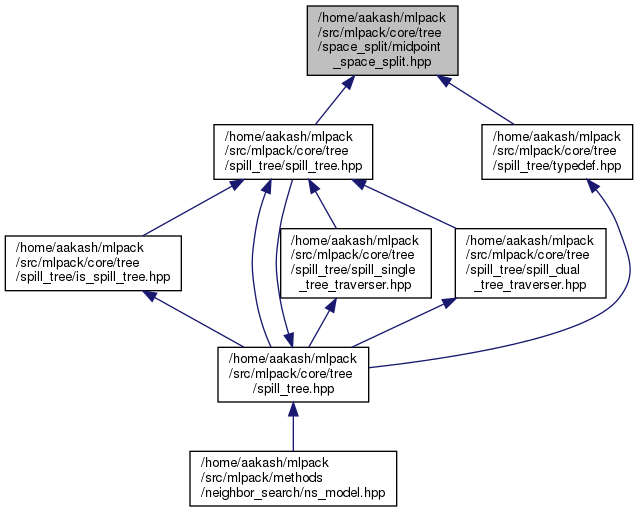 /home/aakash/mlpack
/src/mlpack/core/tree
/space_split/midpoint
_space_split.hpp
/home/aakash/mlpack
/src/mlpack/core/tree
/spill_tree/spill_tree.hpp
/home/aakash/mlpack
/src/mlpack/core/tree
/spill_tree/typedef.hpp
/home/aakash/mlpack
/src/mlpack/core/tree
/spill_tree/is_spill_tree.hpp
/home/aakash/mlpack
/src/mlpack/core/tree
/spill_tree/spill_single
_tree_traverser.hpp
/home/aakash/mlpack
/src/mlpack/core/tree
/spill_tree/spill_dual
_tree_traverser.hpp
/home/aakash/mlpack
/src/mlpack/core/tree
/spill_tree.hpp
/home/aakash/mlpack
/src/mlpack/methods
/neighbor_search/ns_model.hpp